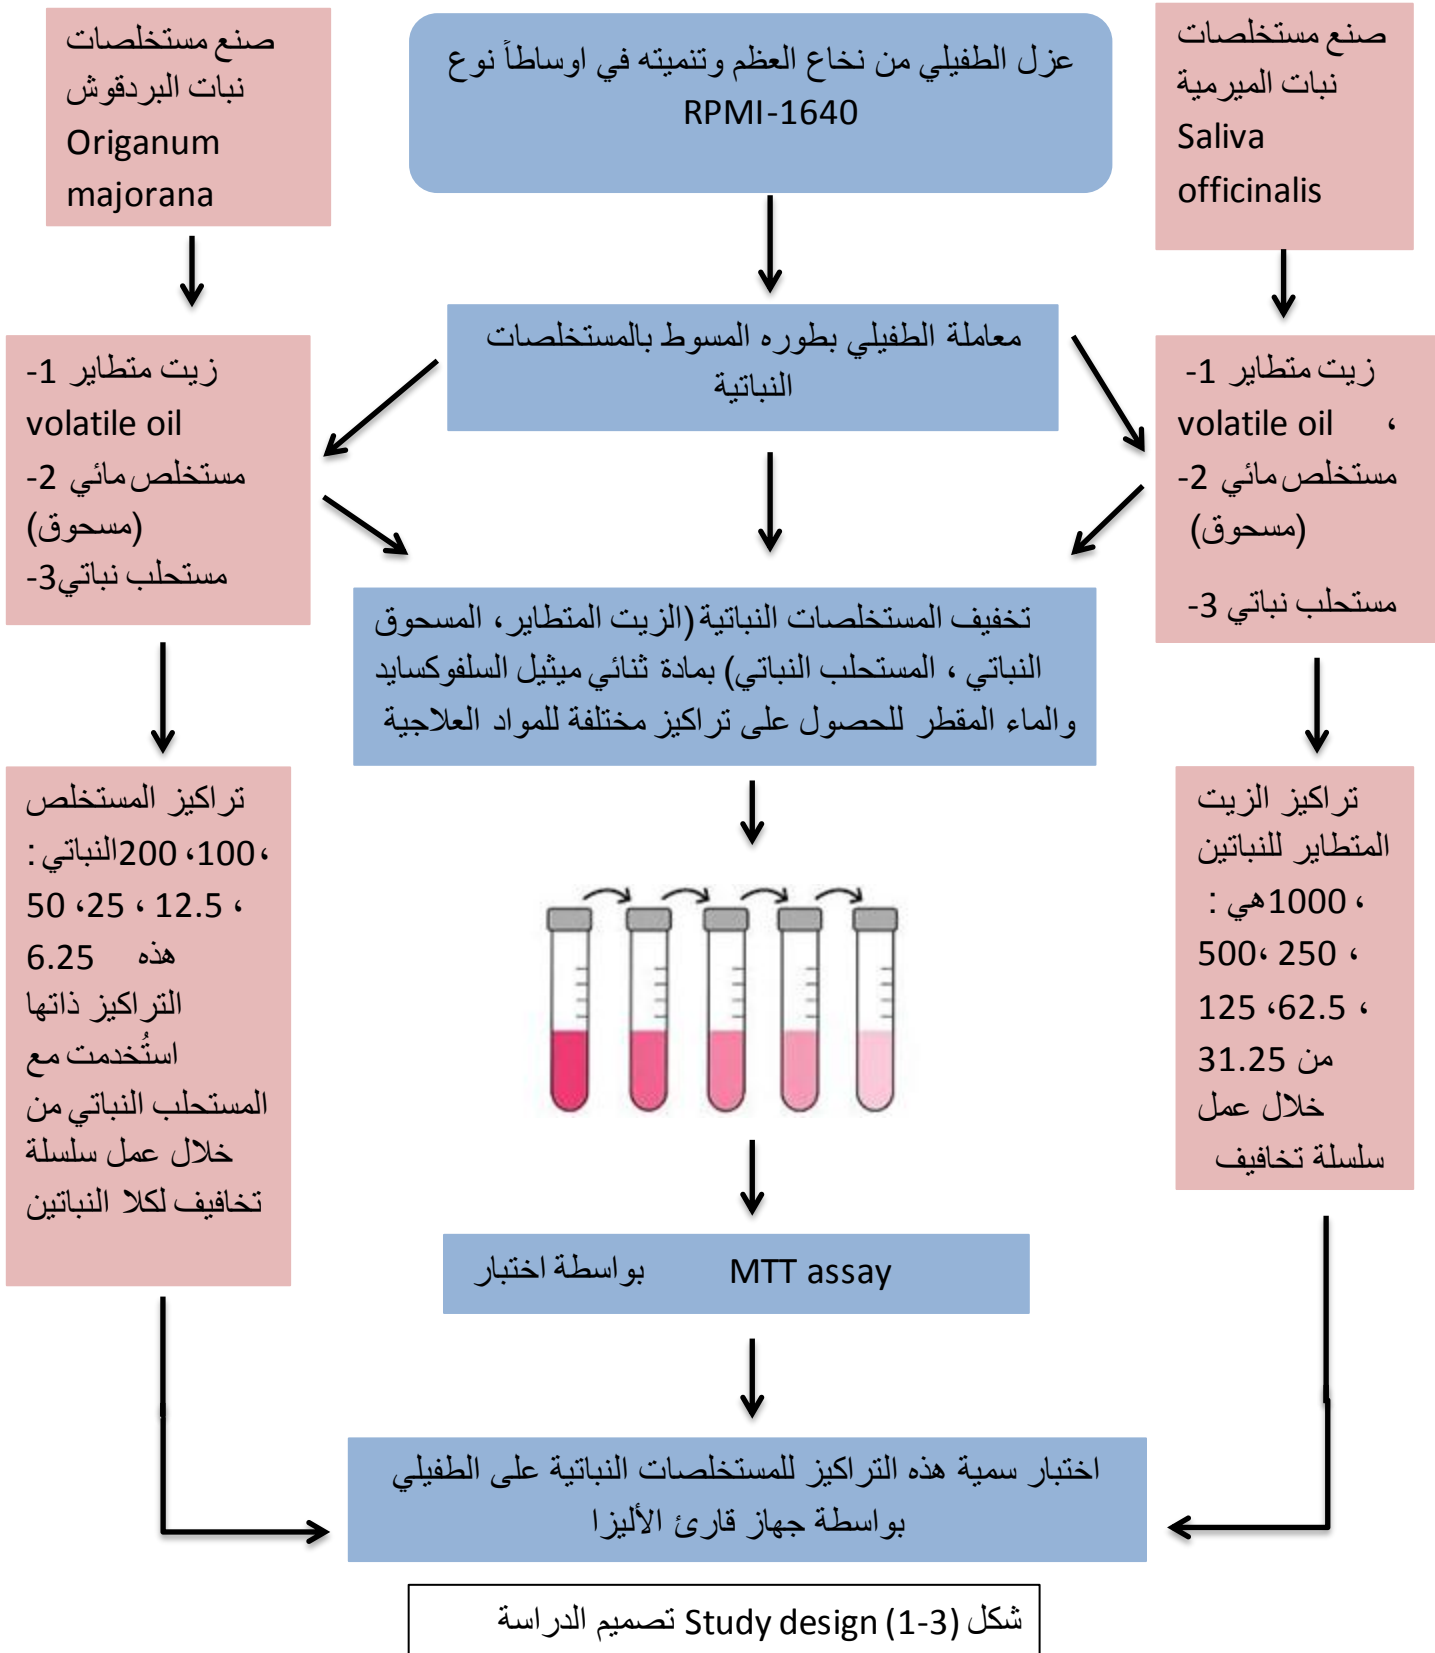 صنع مستخلصات
نبات الميرمية
Saliva
officinalis
عزل الطفيلي من نخاع العظم وتنميته في اوساطاً نوع
RPMI-1640
صنع مستخلصات
نبات البردقوش
Origanum
majorana
معاملة الطفيلي بطوره المسوط بالمستخلصات
النباتية
زيت متطاير 1-
volatile oil ،
مستخلص مائي 2-
(مسحوق)
مستحلب نباتي 3-
زيت متطاير 1-
volatile oil
مستخلص مائي 2-
(مسحوق)
مستحلب نباتي3-
تخفيف المستخلصات النباتية (الزيت المتطاير، المسحوق
النباتي ، المستحلب النباتي) بمادة ثنائي ميثيل السلفوكسايد
والماء المقطر للحصول على تراكيز مختلفة للمواد العلاجية
تراكيز الزيت
المتطاير للنباتين
، 1000هي :
500، 250 ،
125 ،62.5 ،
31.25 من
خلال عمل
سلسلة تخافيف
تراكيز المستخلص
،100، 200النباتي :
50 ،25 ، 12.5 ،
6.25 هذه
التراكيز ذاتها
استُخدمت مع
المستحلب النباتي من
خلال عمل سلسلة
تخافيف لكلا النباتين
بواسطة اختبار MTT assay
اختبار سمية هذه التراكيز للمستخلصات النباتية على الطفيلي
بواسطة جهاز قارئ الأليزا
شكل (3-1) Study design تصميم الدراسة